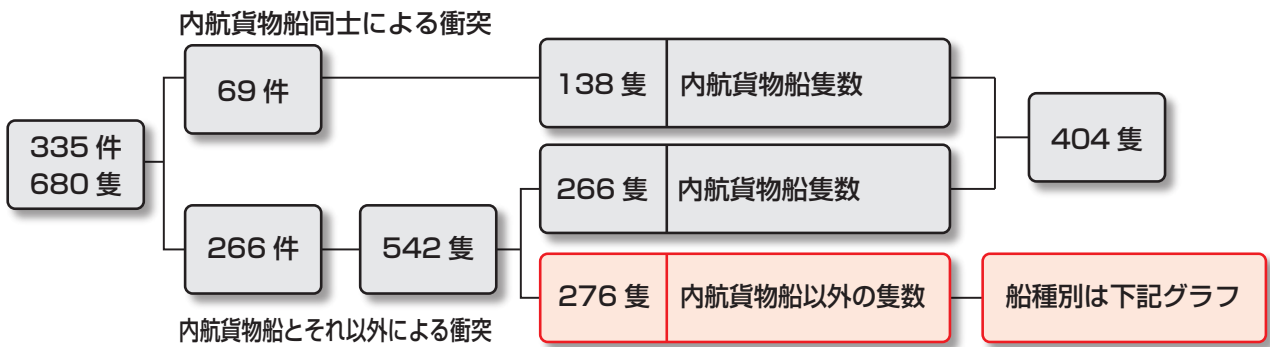 内航貨物船同士による衝突
335 件
680 隻
69 件
138 隻 内航貨物船隻数
404 隻
266 件
542 隻
266 隻 内航貨物船隻数
276 隻 内航貨物船以外の隻数
船種別は下記グラフ
内航貨物船とそれ以外による衝突